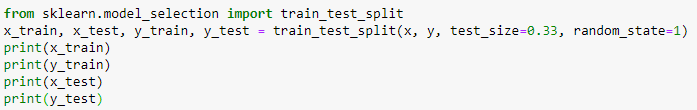 from sklearn.model_selection import train_test_split
x_train, x_test, y_train, y_test = train_test_split(x, y, test_size=0.33, random_state=1)
print(x_train)
print(y_train)
print(x_test)
print(y_test)